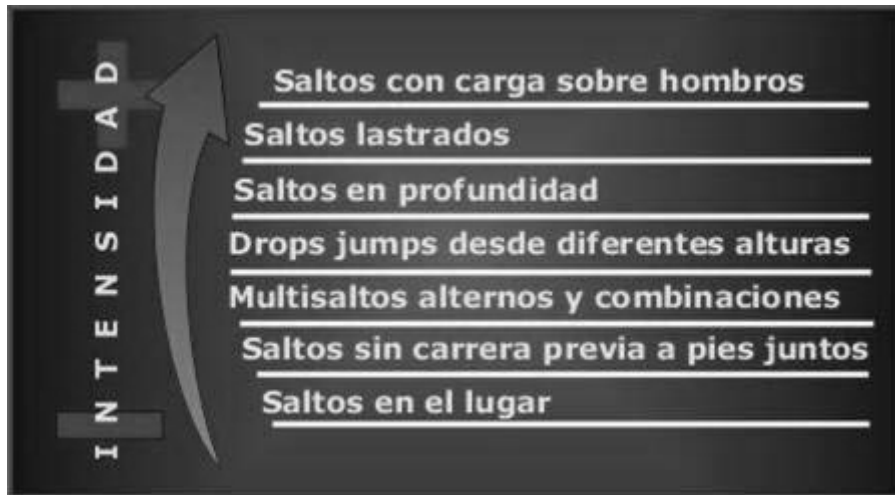 INTENSIDAD
Saltos con carga sobre hombros
Saltos lastrados
Saltos en profundidad
Drops jumps desde diferentes alturas
Multisaltos alternos y combinaciones
Saltos sin carrera previa a pies juntos
Saltos en el lugar